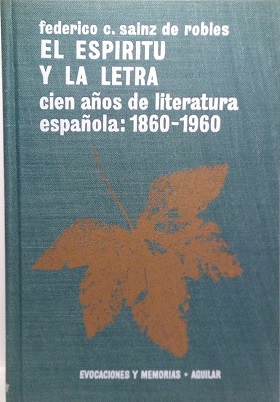 federico c. sainz de robles
EL ESPIRITU
Y LA LETRA
cien años de literatura
española: 1860-1960
EVOCACIONES Y MEMORIAS • AGUILAR